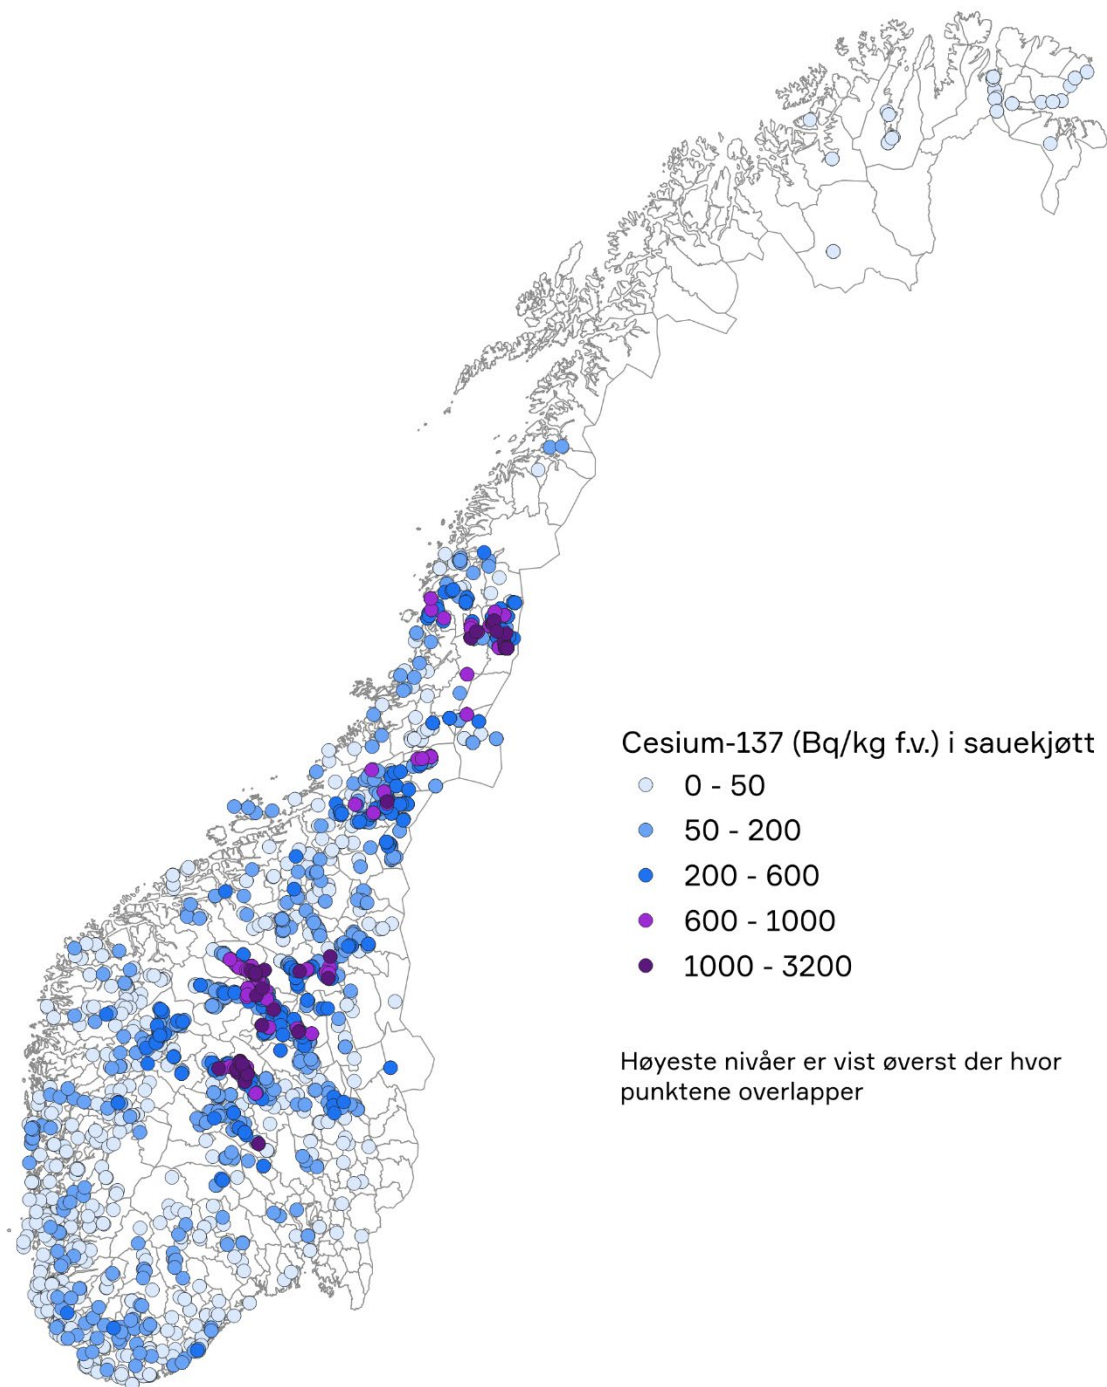 Cesium-137 (Bq/kg f.v.) i sauekjøtt
0 - 50
50 - 200
200 - 600
600 - 1000
1000 - 3200
Høyeste nivåer er vist øverst der hvor
punktene overlapper